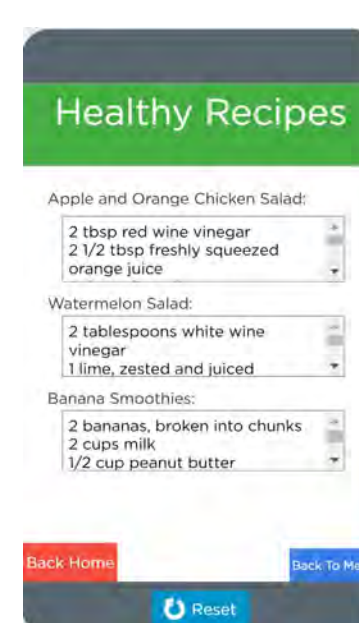 Healthy Recipes
Apple and Orange Chicken Salad:
2 tbsp red wine vinegar
2 1/2 tbsp freshly squeezed
orange juice
Watermelon Salad:
2 tablespoons white wine
vinegar
1 lime, zested and juiced
Banana Smoothies:
2 bananas, broken into chunks
2 cups milk
1/2 cup peanut butter
Back Home
Back To Me
Reset